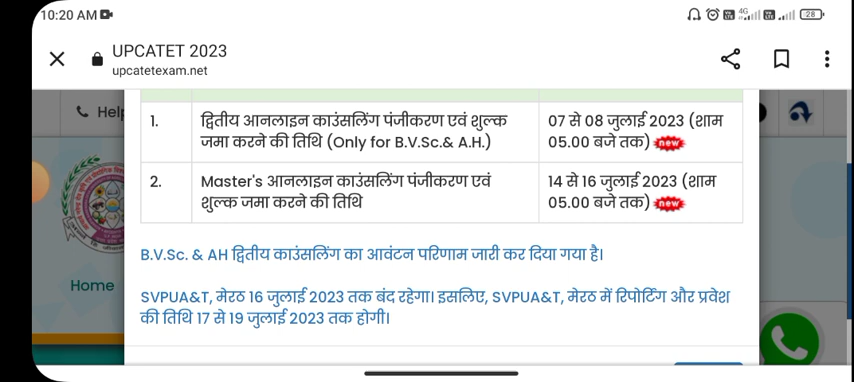 10:20 AM
4G
28
UPCATET 2023
upcatetexam.net
Help
1.
द्वितीय आनलाइन काउंसलिंग पंजीकरण एवं शुल्क
जमा करने की तिथि (Only for B.V.Sc.& A.H.)
07 से 08 जुलाई 2023 (शाम
05.00 बजे तक) new
2.
Master's आनलाइन काउंसलिंग पंजीकरण एवं
शुल्क जमा करने की तिथि
14 से 16 जुलाई 2023 (शाम
05.00 बजे तक) new
B.V.Sc. & AH द्वितीय काउंसलिंग का आवंटन परिणाम जारी कर दिया गया है।
Home
SVPUA&T, मेरठ 16 जुलाई 2023 तक बंद रहेगा। इसलिए, SVPUA&T, मेरठ में रिपोर्टिंग और प्रवेश
की तिथि 17 से 19 जुलाई 2023 तक होगी।